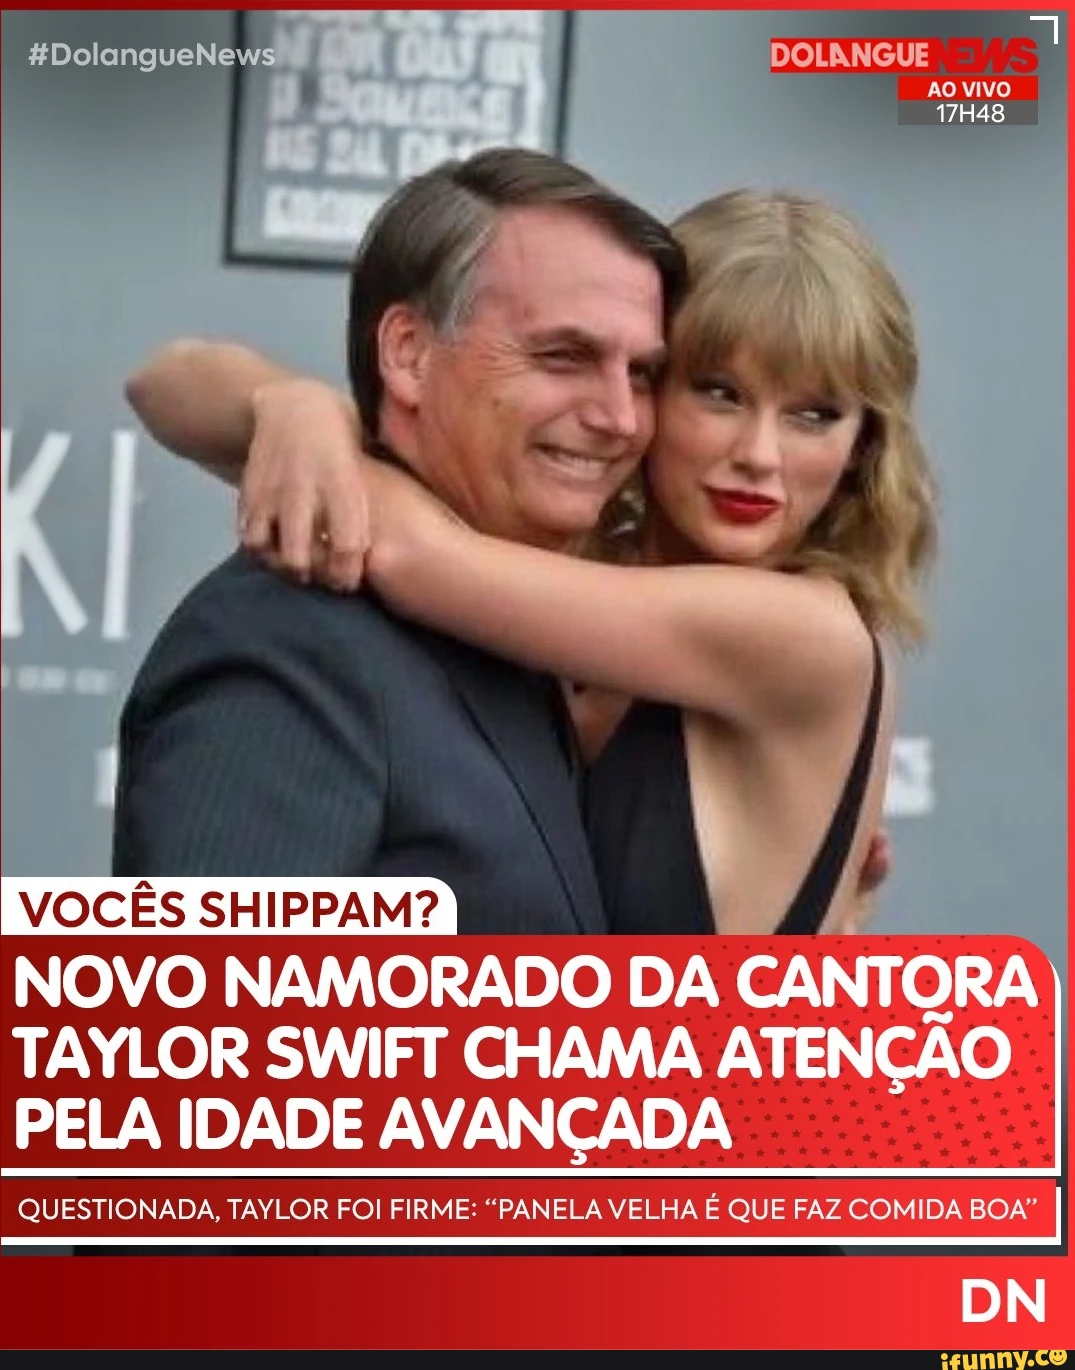 #DolangueNews
DOLANGUE NEWS
AO VIVO
17H48
KI
VOCÊS SHIPPAM?
NOVO NAMORADO DA CANTORA
TAYLOR SWIFT CHAMA ATENÇÃO
PELA IDADE AVANÇADA
QUESTIONADA, TAYLOR FOI FIRME: “PANELA VELHA É QUE FAZ COMIDA BOA”
DN
ifunny.co